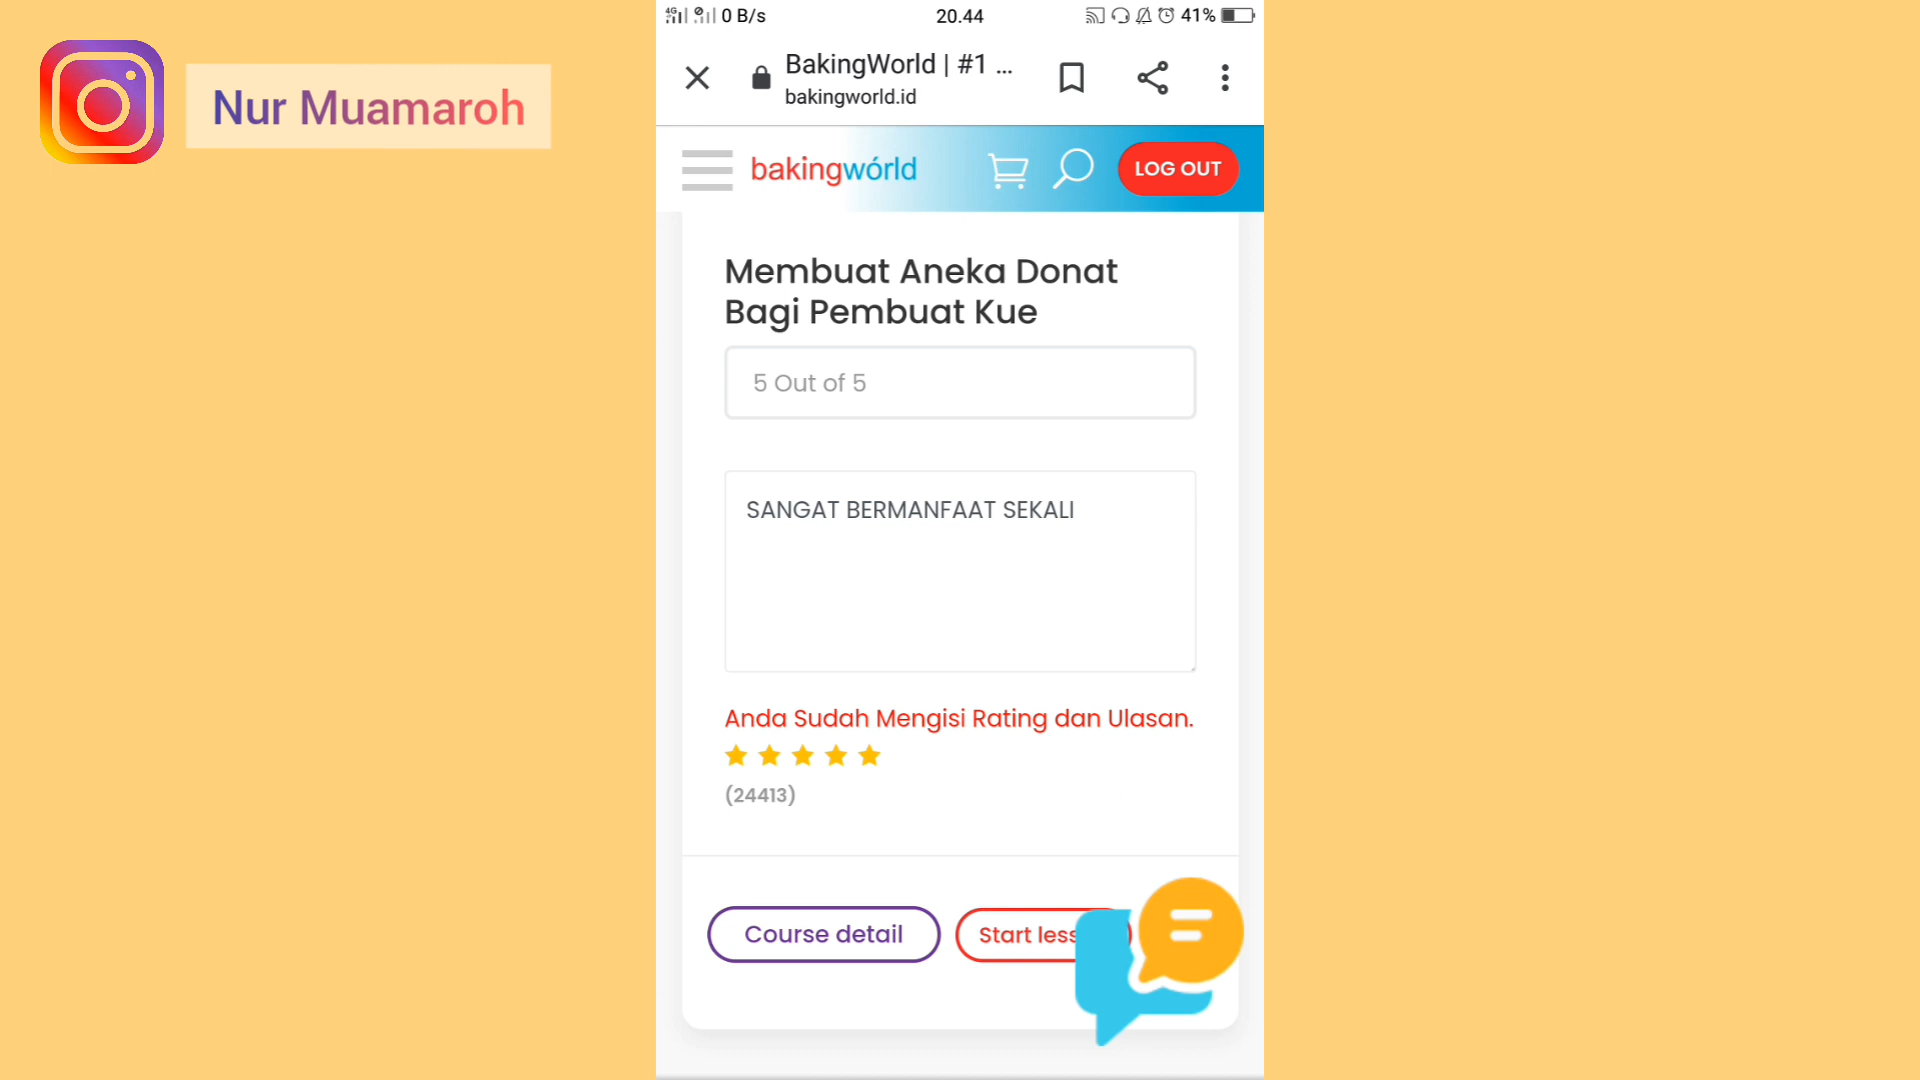 Nur Muamaroh
4G 0 B/s 20.44 41%
BakingWorld | #1 ...
bakingworld.id
bakingwórld LOG OUT
Membuat Aneka Donat
Bagi Pembuat Kue
5 Out of 5
SANGAT BERMANFAAT SEKALI
Anda Sudah Mengisi Rating dan Ulasan.
(24413)
Course detail Start less